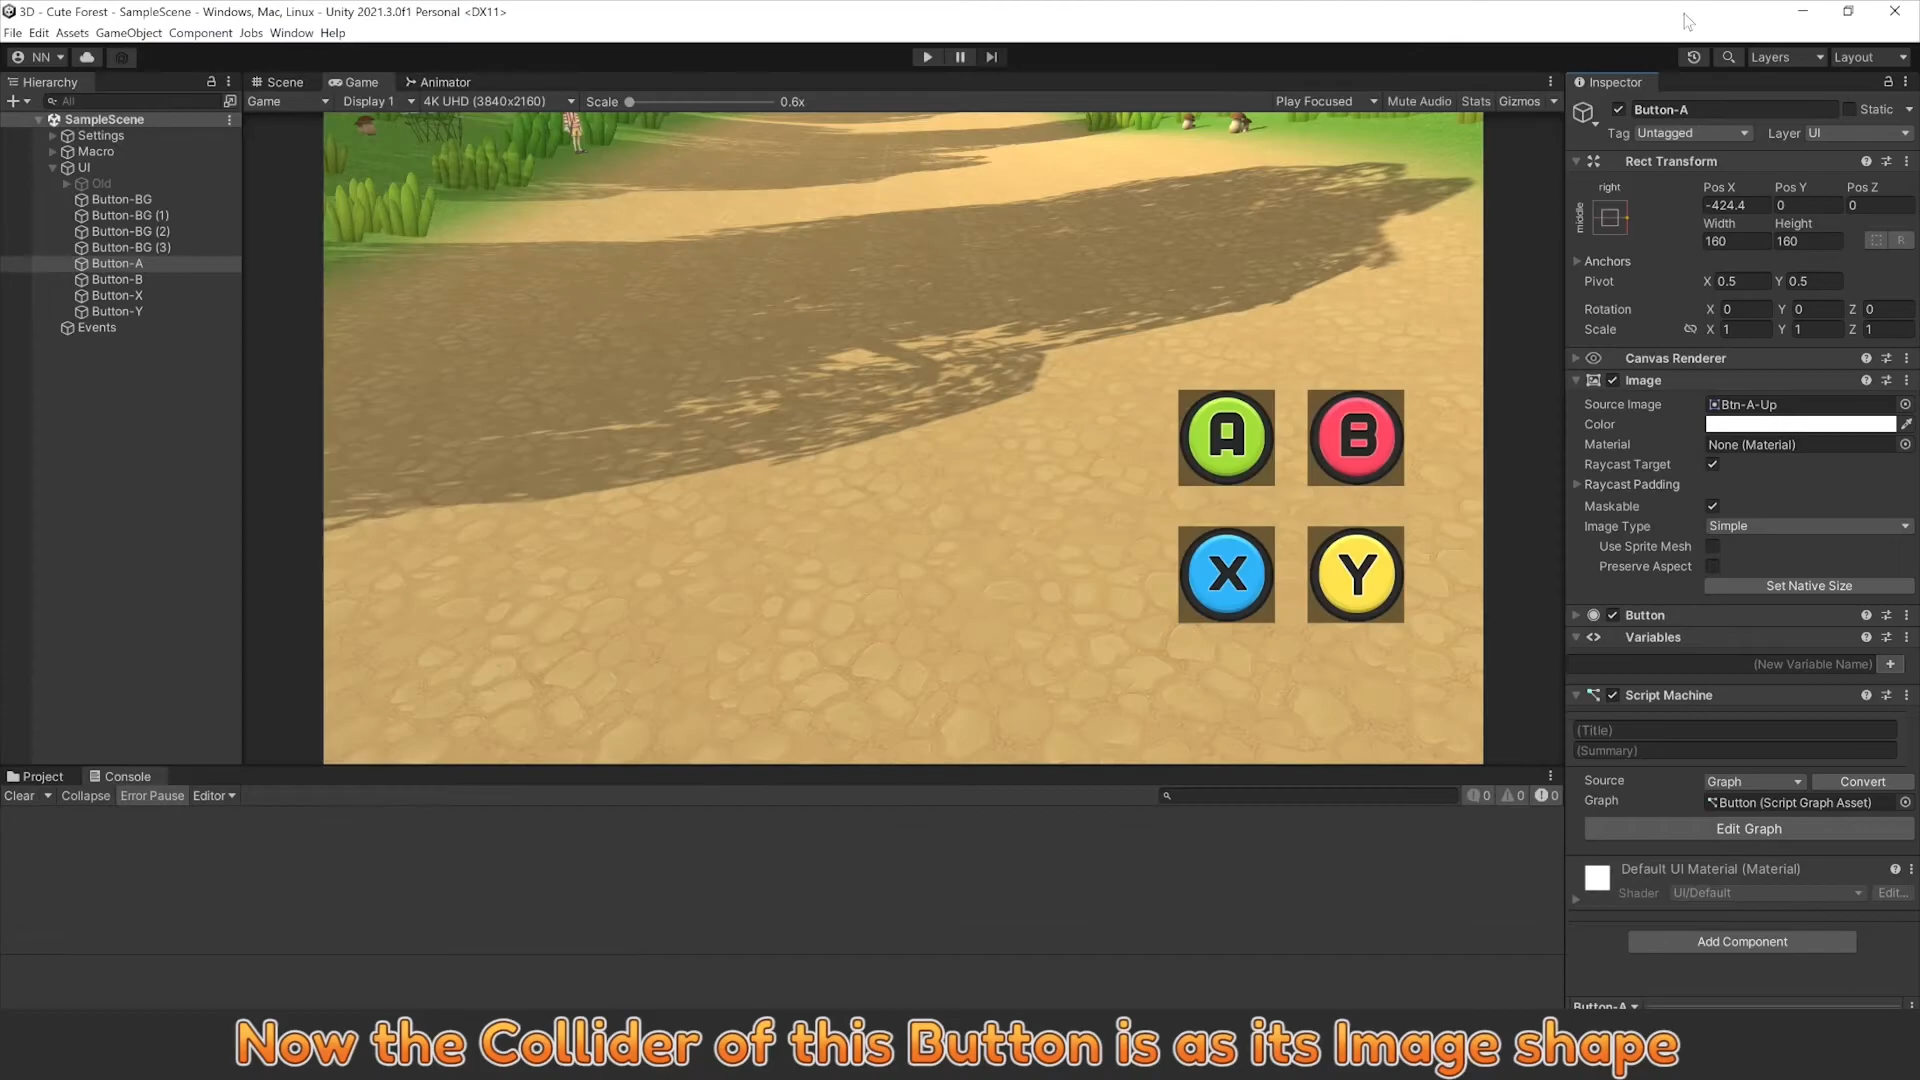 3D - Cute Forest - SampleScene - Windows, Mac, Linux - Unity 2021.3.0f1 Personal <DX11>
File Edit Assets GameObject Component Jobs Window Help
NN Layers Layout
Hierarchy
All
SampleScene
Settings
Macro
UI
Old
Button-BG
Button-BG (1)
Button-BG (2)
Button-BG (3)
Button-A
Button-B
Button-X
Button-Y
Events
Scene Game Animator
Game Display 1 4K UHD (3840x2160) Scale 0.6x Play Focused Mute Audio Stats Gizmos
A B
X Y
Inspector
Button-A Static
Tag Untagged Layer UI
Rect Transform
right
middle
Pos X Pos Y Pos Z
-424.4 0 0
Width Height
160 160 R
Anchors
Pivot X 0.5 Y 0.5
Rotation X 0 Y 0 Z 0
Scale X 1 Y 1 Z 1
Canvas Renderer
Image
Source Image Btn-A-Up
Color
Material None (Material)
Raycast Target
Raycast Padding
Maskable
Image Type Simple
Use Sprite Mesh
Preserve Aspect
Set Native Size
Button
Variables
(New Variable Name) +
Script Machine
(Title)
(Summary)
Source Graph Convert
Graph Button (Script Graph Asset)
Edit Graph
Default UI Material (Material)
Shader UI/Default Edit...
Add Component
Button-A
Project Console
Clear Collapse Error Pause Editor 0 0 0
Now the Collider of this Button is as its Image shape